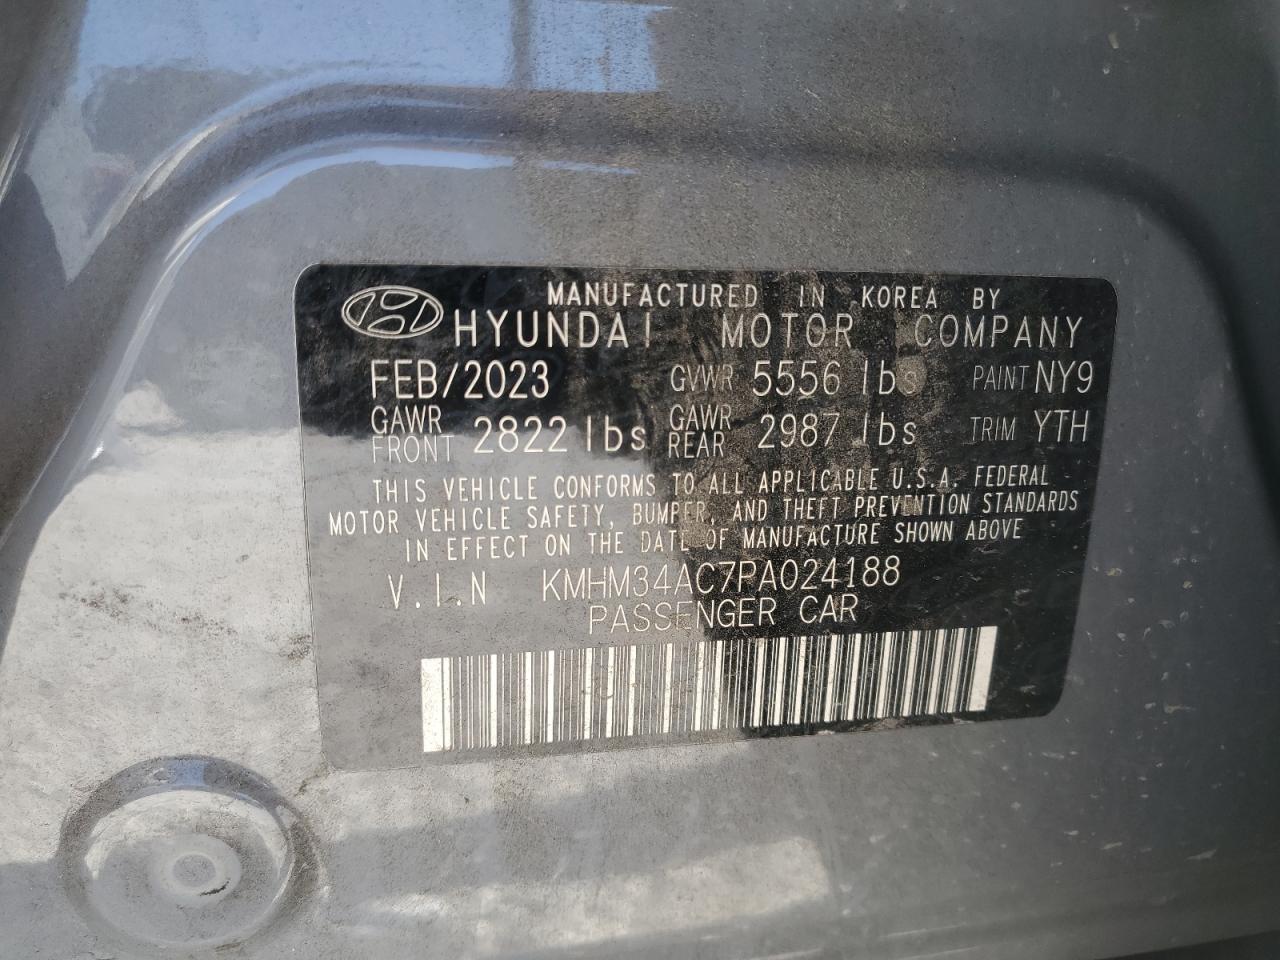 MANUFACTURED IN KOREA BY
HYUNDAI MOTOR COMPANY
FEB/2023 GVWR 5556 lbs PAINT NY9
GAWR FRONT 2822 lbs GAWR REAR 2987 lbs TRIM YTH
THIS VEHICLE CONFORMS TO ALL APPLICABLE U.S.A. FEDERAL
MOTOR VEHICLE SAFETY, BUMPER, AND THEFT PREVENTION STANDARDS
IN EFFECT ON THE DATE OF MANUFACTURE SHOWN ABOVE
V.I.N KMHM34AC7PA024188
PASSENGER CAR